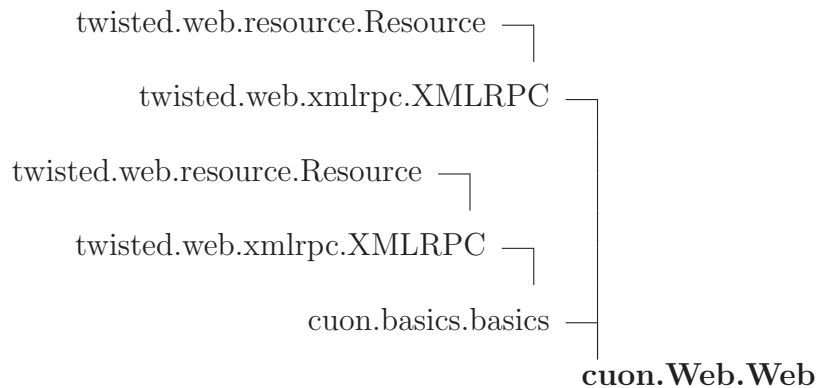 twisted.web.resource.Resource
twisted.web.xmlrpc.XMLRPC
twisted.web.resource.Resource
twisted.web.xmlrpc.XMLRPC
cuon.basics.basics
cuon.Web.Web